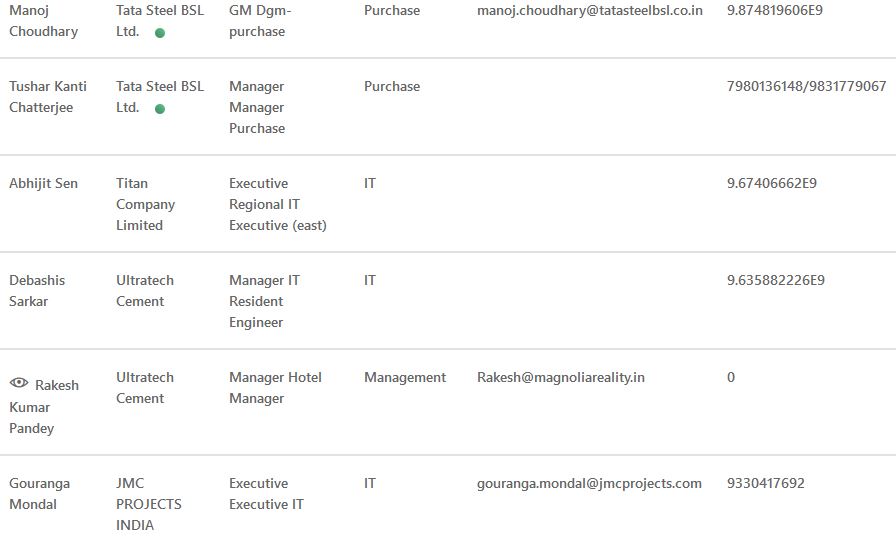 Manoj Choudhary
Tata Steel BSL Ltd.
GM Dgm-purchase
Purchase
manoj.choudhary@tatasteelbsl.co.in
9.874819606E9
Tushar Kanti Chatterjee
Tata Steel BSL Ltd.
Manager Manager Purchase
Purchase
7980136148/9831779067
Abhijit Sen
Titan Company Limited
Executive Regional IT Executive (east)
IT
9.67406662E9
Debashis Sarkar
Ultratech Cement
Manager IT Resident Engineer
IT
9.635882226E9
Rakesh Kumar Pandey
Ultratech Cement
Manager Hotel Manager
Management
Rakesh@magnoliareality.in
0
Gouranga Mondal
JMC PROJECTS INDIA
Executive Executive IT
IT
gouranga.mondal@jmcprojects.com
9330417692